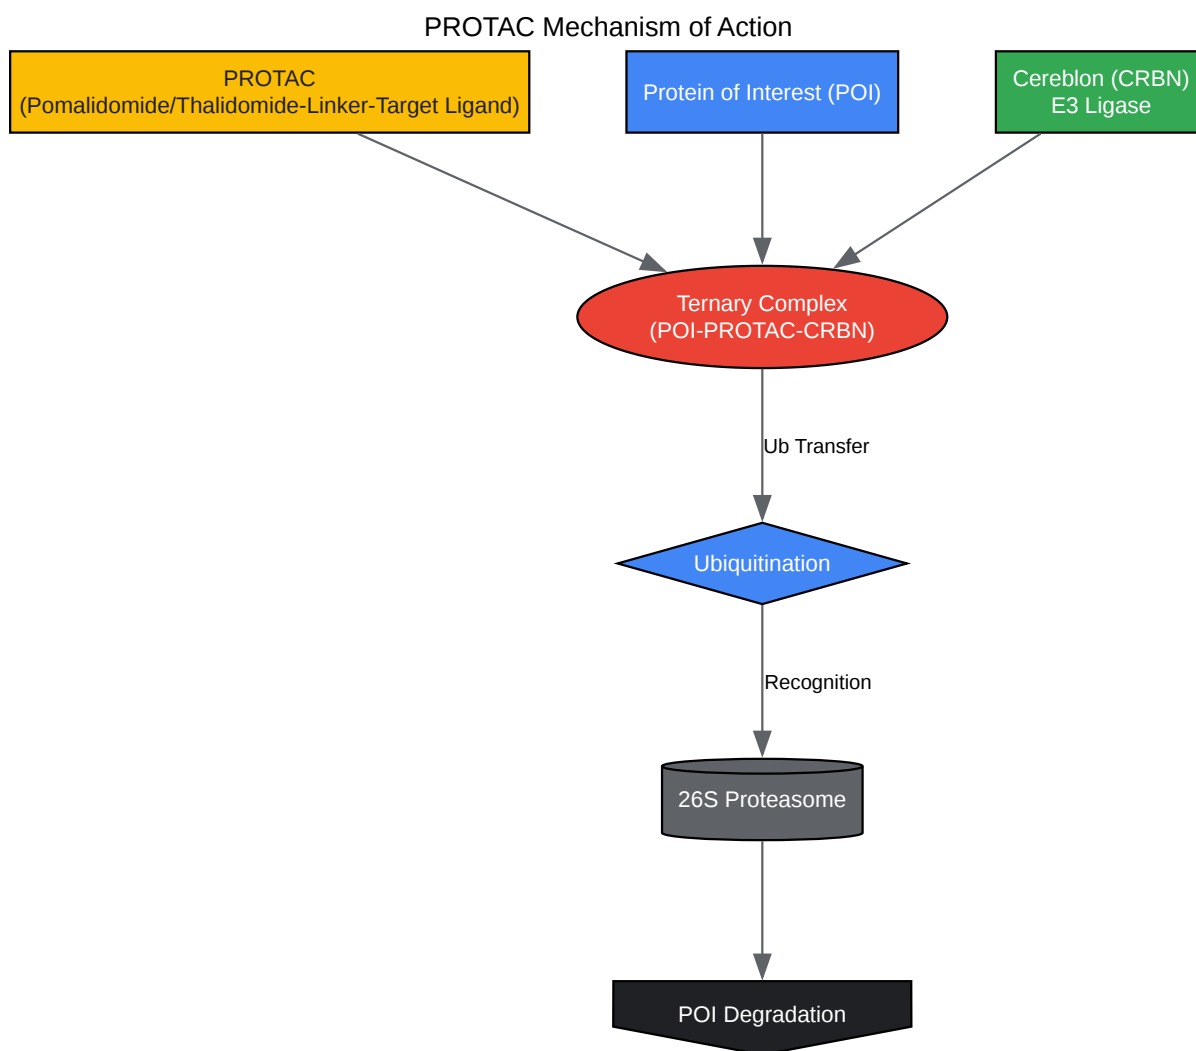 PROTAC Mechanism of Action
PROTAC
(Pomalidomide/Thalidomide-Linker-Target Ligand)
Protein of Interest (POI)
Cereblon (CRBN)
E3 Ligase
Ternary Complex
(POI-PROTAC-CRBN)
Ub Transfer
Ubiquitination
Recognition
26S Proteasome
POI Degradation